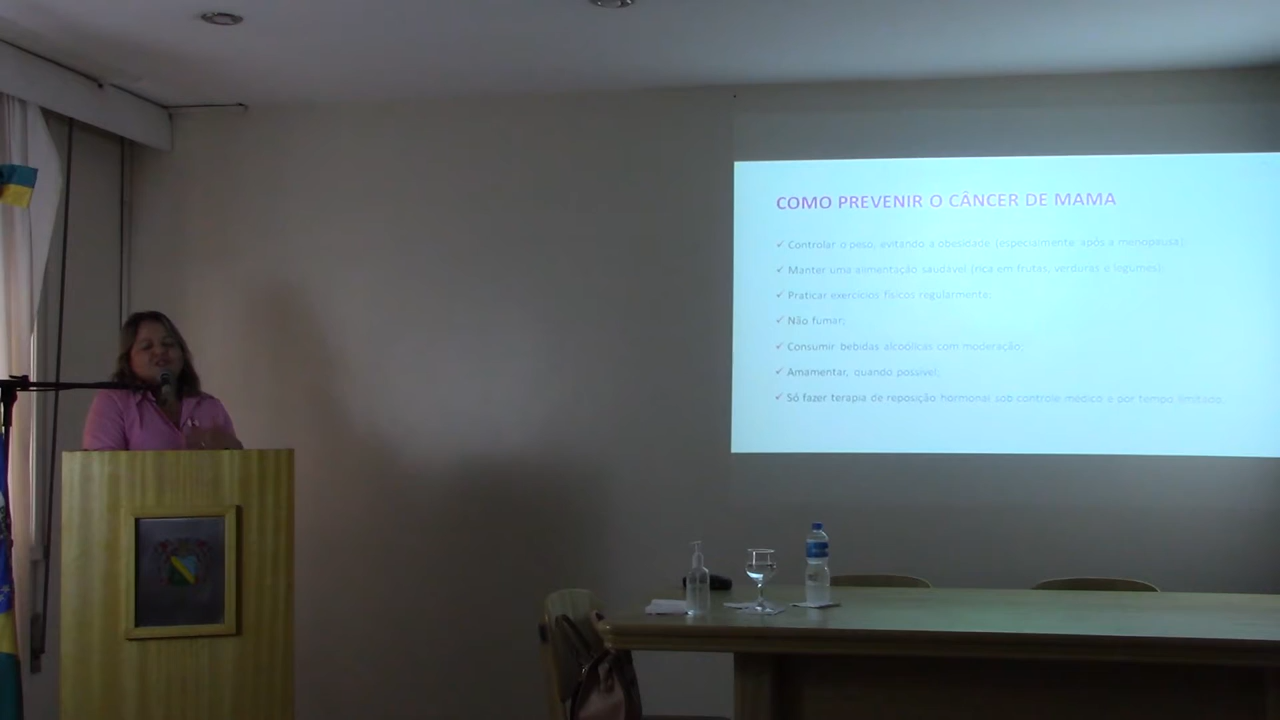 COMO PREVENIR O CÂNCER DE MAMA
✓ Controlar o peso, evitando a obesidade (especialmente após a menopausa);
✓ Manter uma alimentação saudável (rica em frutas, verduras e legumes);
✓ Praticar exercícios físicos regularmente;
✓ Não fumar;
✓ Consumir bebidas alcoólicas com moderação;
✓ Amamentar, quando possível;
✓ Só fazer terapia de reposição hormonal sob controle médico e por tempo limitado.